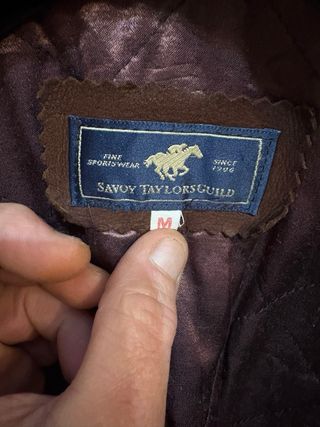 FINE SPORTSWEAR
SINCE 1906
SAVOY TAYLORS GUILD
M